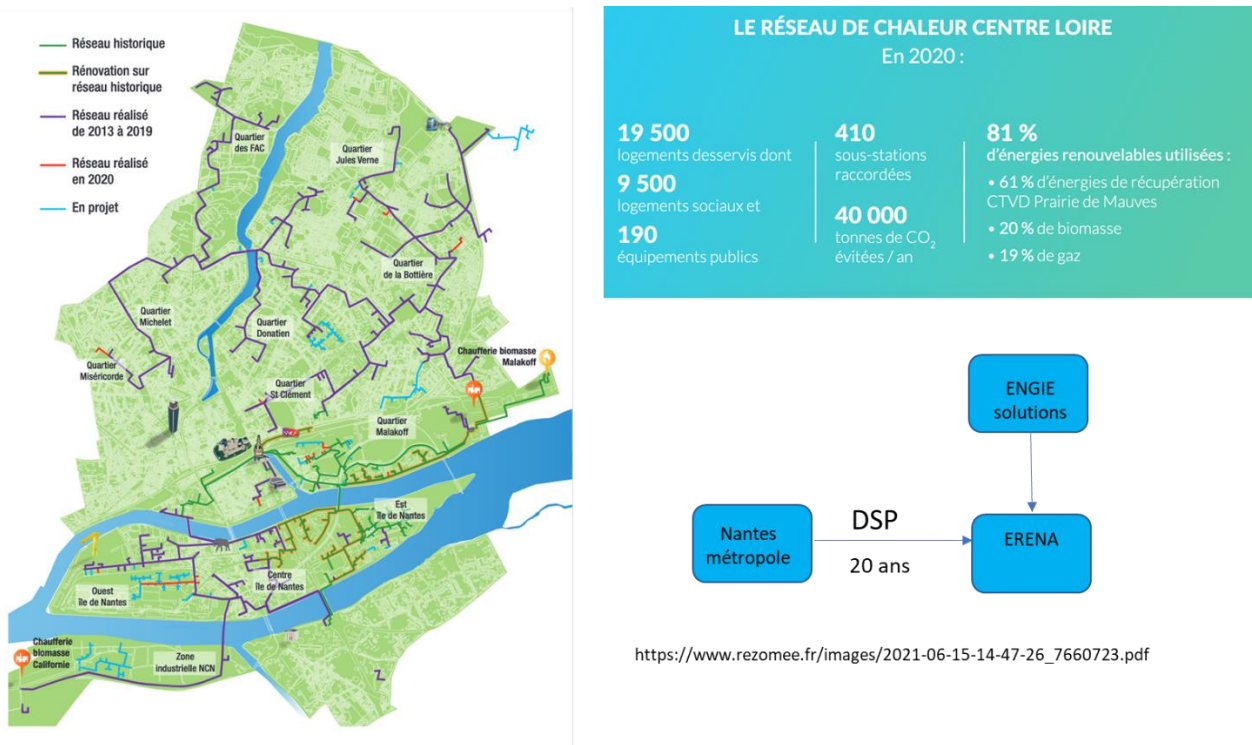 Réseau historique
Rénovation sur
réseau historique
Réseau réalisé
de 2013 à 2019
Réseau réalisé
en 2020
En projet
Quartier
des FAC
Quartier
Jules Verne
Quartier
de la Bottière
Quartier
Michelet
Quartier
Donatien
Quartier
Miséricorde
Chaufferie biomasse
Malakoff
Quartier
St Clément
Quartier
Malakoff
Est
île de Nantes
Centre
île de Nantes
Ouest
île de Nantes
Chaufferie
biomasse
Californie
Zone
industrielle NCN
LE RÉSEAU DE CHALEUR CENTRE LOIRE
En 2020 :
19 500
logements desservis dont
9 500
logements sociaux et
190
équipements publics
410
sous-stations
raccordées
40 000
tonnes de CO₂
évitées / an
81 %
d'énergies renouvelables utilisées :
• 61 % d'énergies de récupération
CTVD Prairie de Mauves
• 20 % de biomasse
• 19 % de gaz
ENGIE
solutions
Nantes
métropole
DSP
20 ans
ERENA
https://www.rezomee.fr/images/2021-06-15-14-47-26_7660723.pdf